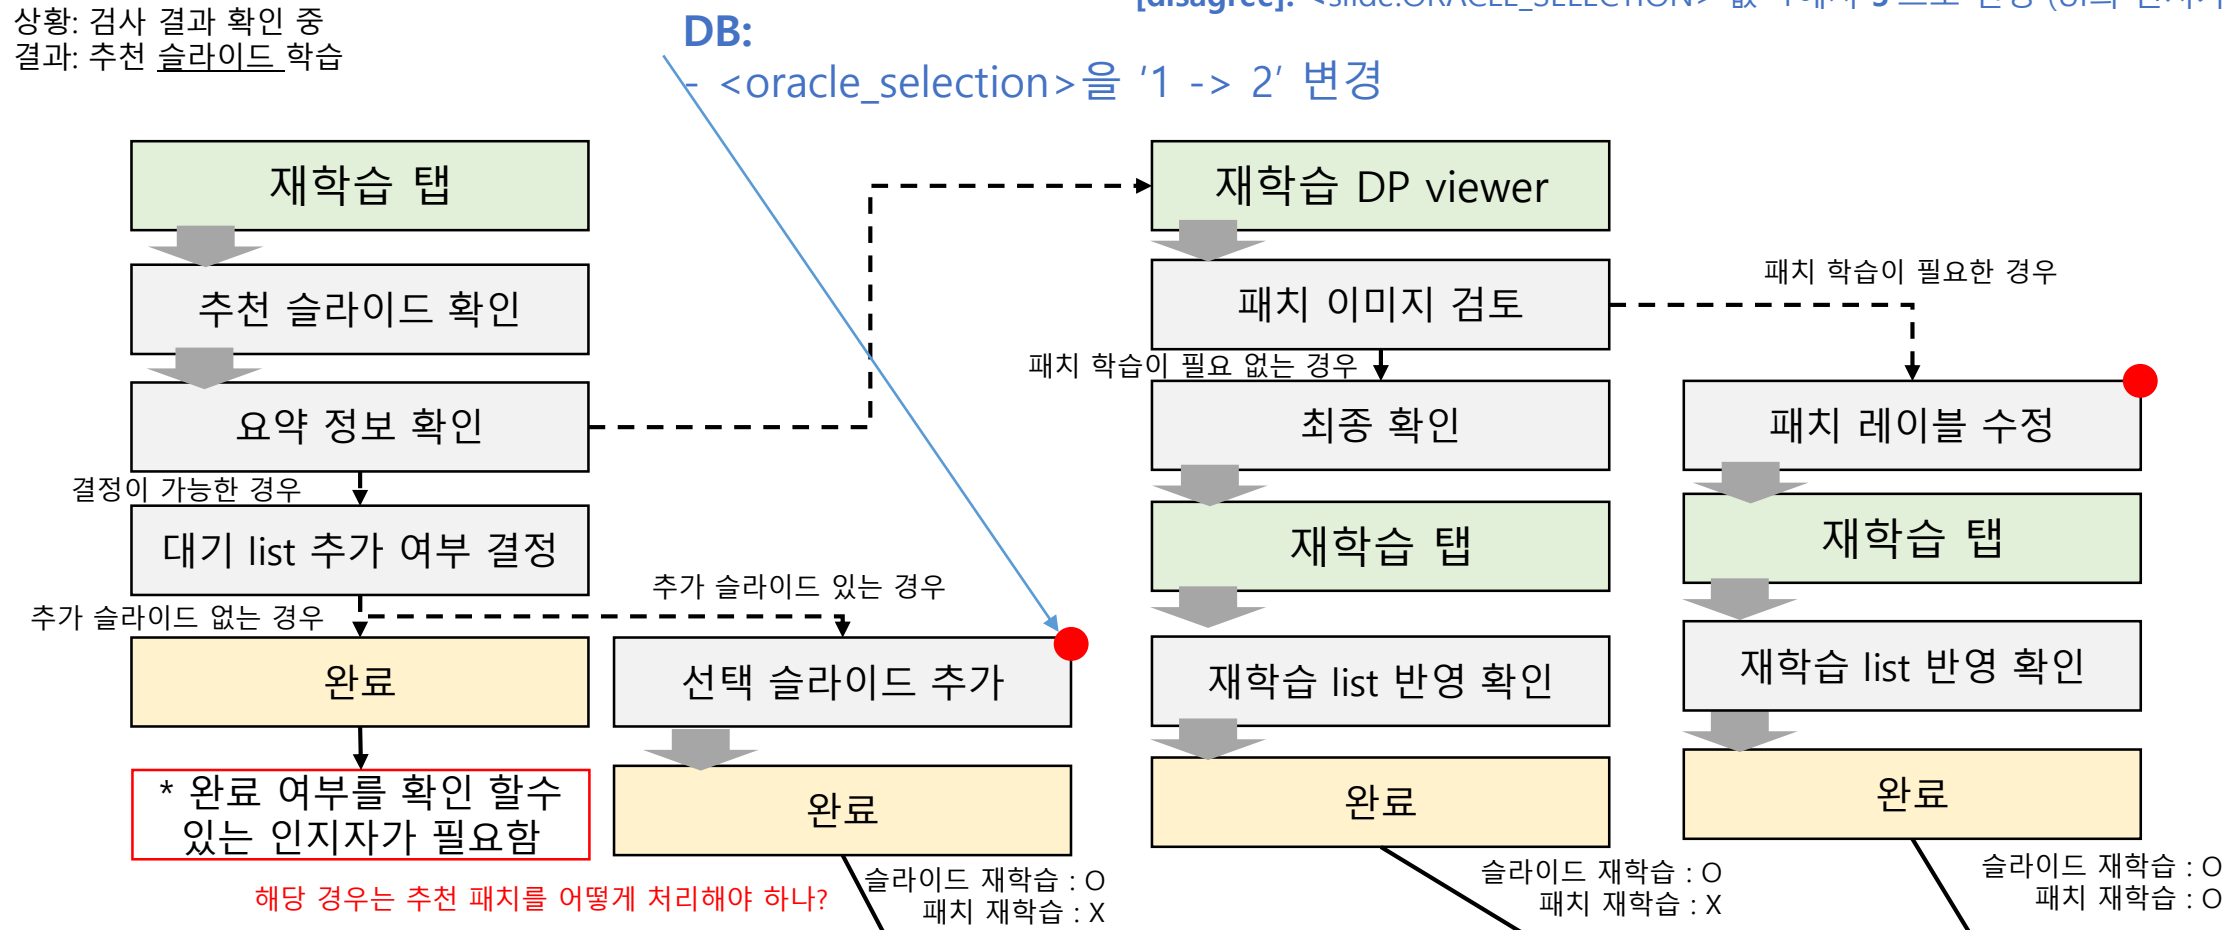 상황: 검사 결과 확인 중
결과: 추천 슬라이드 학습
DB:
- <oracle_selection>을 ‘1 -> 2’ 변경
[disagree]: <slide.ORACLE_SELECTION> 값
재학습 탭
추천 슬라이드 확인
요약 정보 확인
결정이 가능한 경우
대기 list 추가 여부 결정
추가 슬라이드 없는 경우
완료
* 완료 여부를 확인 할수
있는 인지자가 필요함
해당 경우는 추천 패치를 어떻게 처리해야 하나?
추가 슬라이드 있는 경우
선택 슬라이드 추가
완료
슬라이드 재학습 : O
패치 재학습 : X
재학습 DP viewer
패치 이미지 검토
패치 학습이 필요 없는 경우
최종 확인
재학습 탭
재학습 list 반영 확인
완료
슬라이드 재학습 : O
패치 재학습 : X
패치 학습이 필요한 경우
패치 레이블 수정
재학습 탭
재학습 list 반영 확인
완료
슬라이드 재학습 : O
패치 재학습 : O